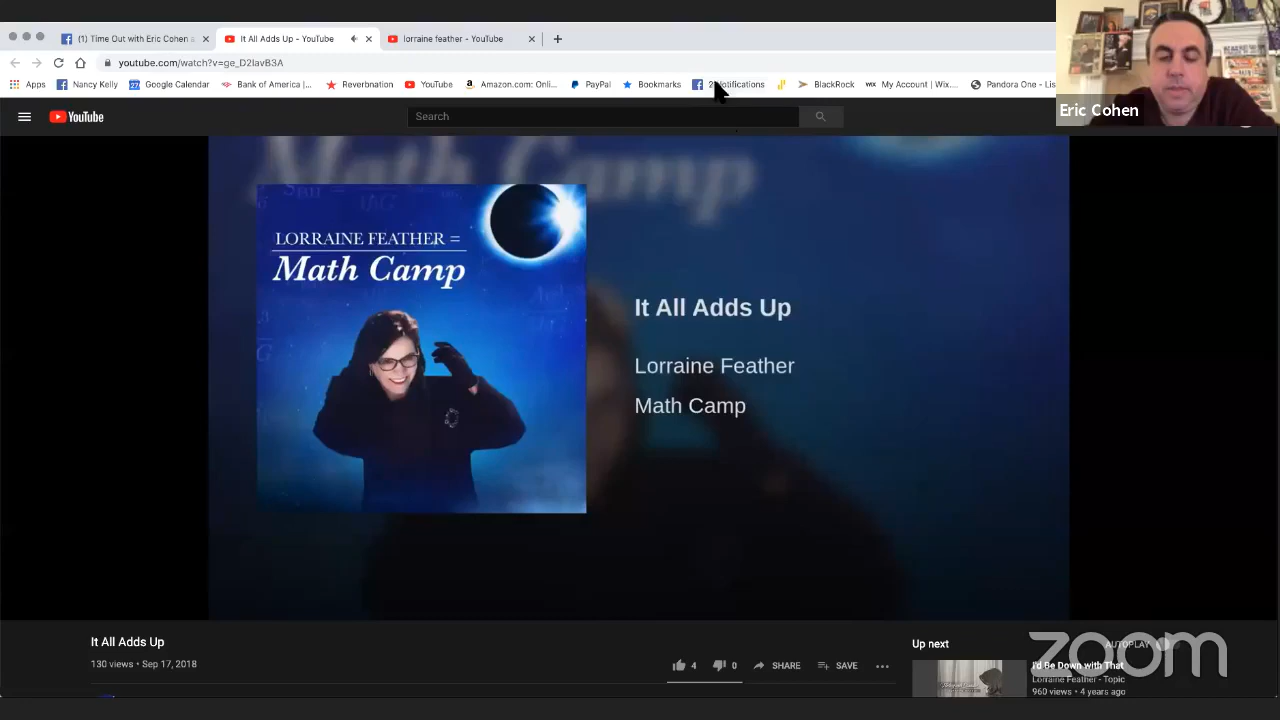 (1) Time Out with Eric Cohen a
It All Adds Up - YouTube
lorraine feather - YouTube
youtube.com/watch?v=ge_D2IavB3A
Apps
Nancy Kelly
Google Calendar
Bank of America |...
Reverbnation
YouTube
Amazon.com: Onli...
PayPal
Bookmarks
BlackRock
WiX My Account | Wix....
Pandora One - Lis
Eric Cohen
YouTube
Search
Math Camp
LORRAINE FEATHER =
Math Camp
It All Adds Up
Lorraine Feather
Math Camp
It All Adds Up
130 views • Sep 17, 2018
4
0
SHARE
SAVE
Up next
AUTOPLAY
I'd Be Down with That
Lorraine Feather - Topic
960 views • 4 years ago
zoom